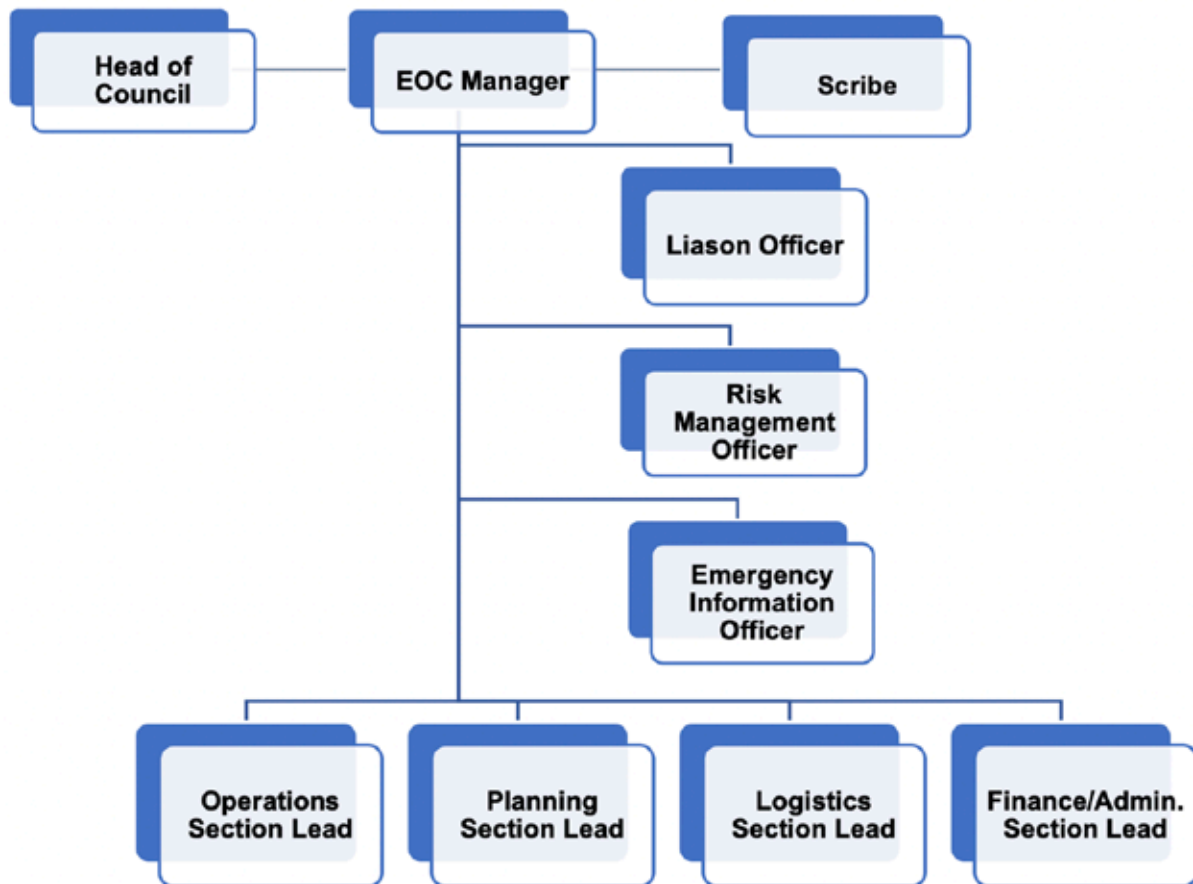 Head of
Council
EOC Manager
Scribe
Liason Officer
Risk
Management
Officer
Emergency
Information
Officer
Operations
Section Lead
Planning
Section Lead
Logistics
Section Lead
Finance/Admin.
Section Lead